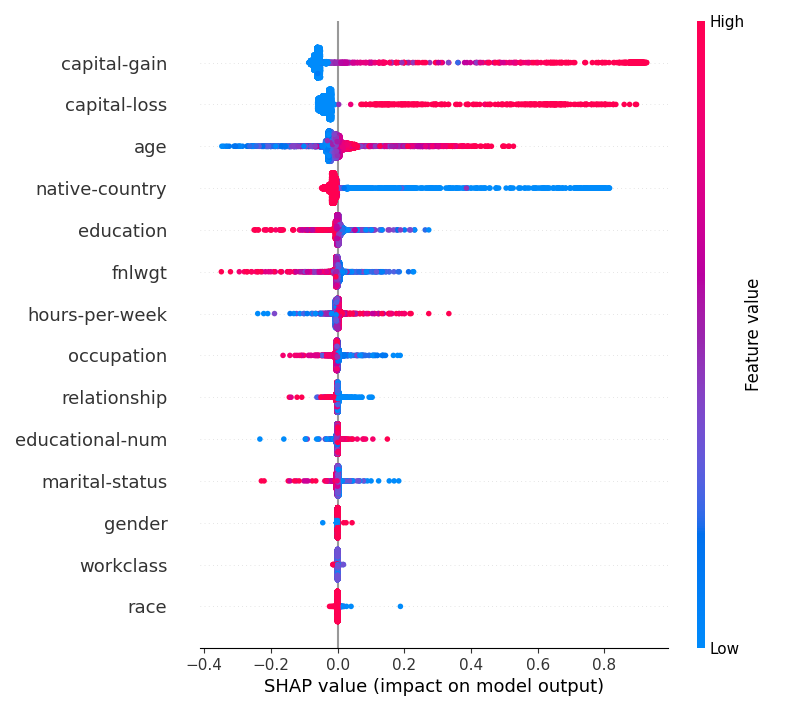 High
capital-gain
capital-loss
age
native-country
education
fnlwgt
hours-per-week
occupation
relationship
educational-num
marital-status
gender
workclass
race
Feature value
Low
−0.4 −0.2 0.0 0.2 0.4 0.6 0.8
SHAP value (impact on model output)